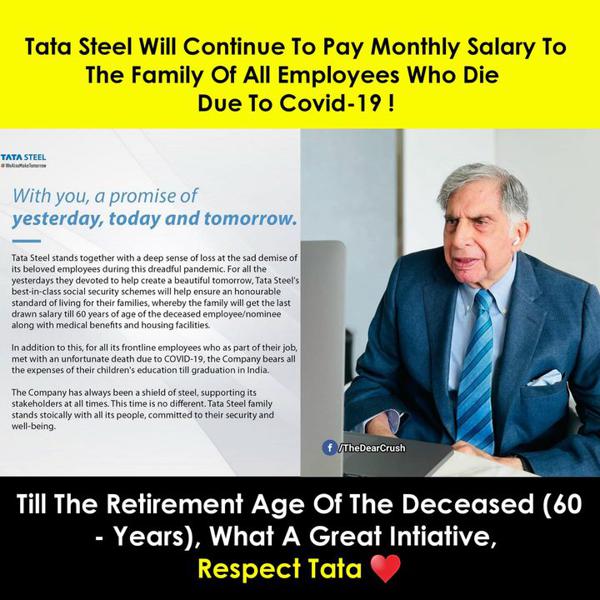 Tata Steel Will Continue To Pay Monthly Salary To
The Family Of All Employees Who Die
Due To Covid-19 !
TATA STEEL
#WeAlsoMakeTomorrow
With you, a promise of
yesterday, today and tomorrow.
Tata Steel stands together with a deep sense of loss at the sad demise of
its beloved employees during this dreadful pandemic. For all the
yesterdays they devoted to help create a beautiful tomorrow, Tata Steel's
best-in-class social security schemes will help ensure an honourable
standard of living for their families, whereby the family will get the last
drawn salary till 60 years of age of the deceased employee/nominee
along with medical benefits and housing facilities.
In addition to this, for all its frontline employees who as part of their job,
met with an unfortunate death due to COVID-19, the Company bears all
the expenses of their children's education till graduation in India.
The Company has always been a shield of steel, supporting its
stakeholders at all times. This time is no different. Tata Steel family
stands stoically with all its people, committed to their security and
well-being.
f/TheDearCrush
Till The Retirement Age Of The Deceased (60
- Years), What A Great Intiative,
Respect Tata ♥️